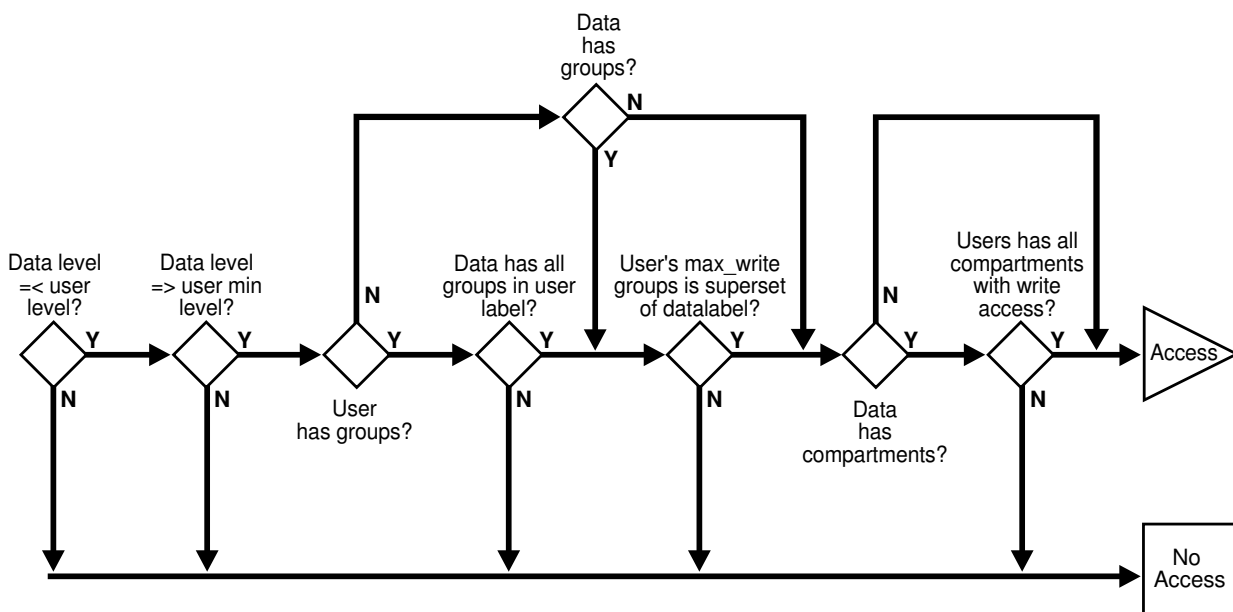 Data
has
groups?
N
Y
Data level
=< user
level?
Data level
=> user min
level?
N
Data has all
groups in user
label?
User's max_write
groups is superset
of datalabel?
N
Users has all
compartments
with write
access?
Y
Y
Y
Y
Y
Y
Y
Access
N
N
User
has groups?
N
N
Data
has
compartments?
N
No
Access